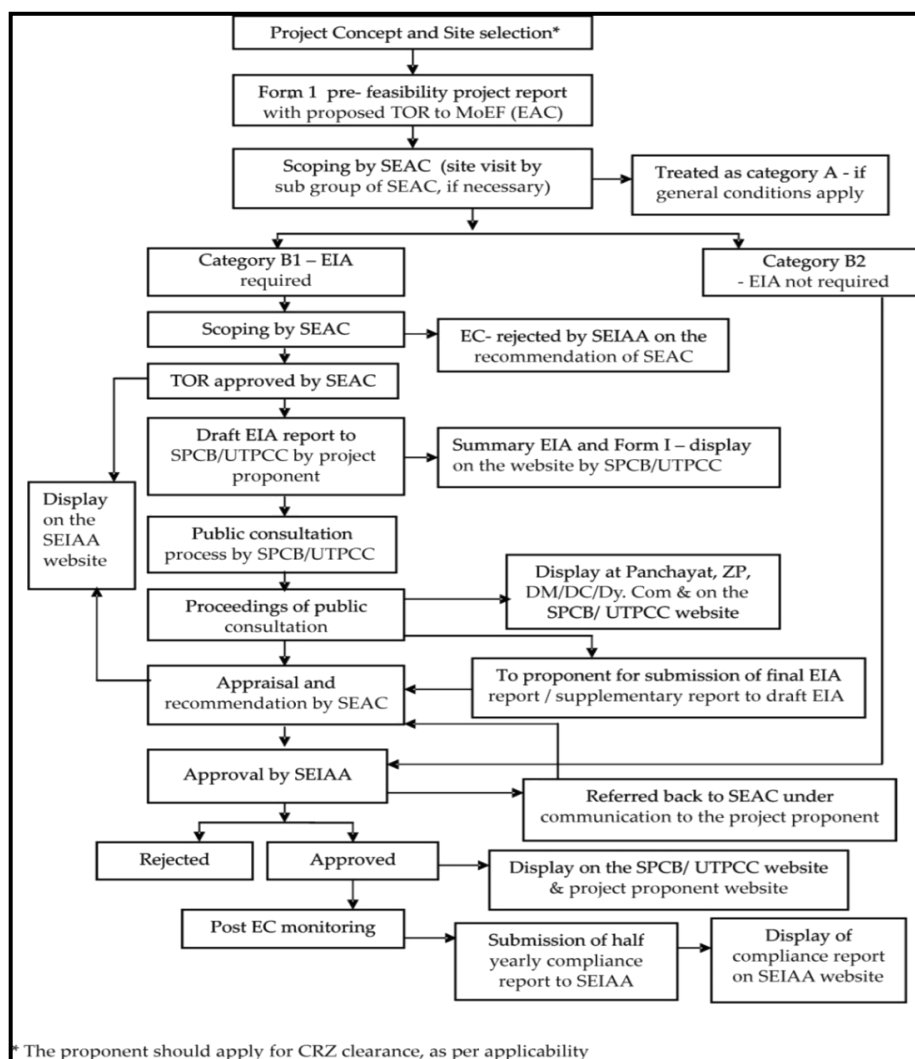 Project Concept and Site selection*
Form 1 pre- feasibility project report
with proposed TOR to MoEF (EAC)
Scoping by SEAC (site visit by
sub group of SEAC, if necessary)
Treated as category A - if
general conditions apply
Category B1 – EIA
required
Category B2
- EIA not required
Scoping by SEAC
EC- rejected by SEIAA on the
recommendation of SEAC
TOR approved by SEAC
Draft EIA report to
SPCB/UTPCC by project
proponent
Summary EIA and Form I – display
on the website by SPCB/UTPCC
Display
on the
SEIAA
website
Public consultation
process by SPCB/UTPCC
Display at Panchayat, ZP,
DM/DC/Dy. Com & on the
SPCB/ UTPCC website
Proceedings of public
consultation
To proponent for submission of final EIA
report / supplementary report to draft EIA
Appraisal and
recommendation by SEAC
Approval by SEIAA
Referred back to SEAC under
communication to the project proponent
Rejected
Approved
Display on the SPCB/ UTPCC website
& project proponent website
Post EC monitoring
Submission of half
yearly compliance
report to SEIAA
Display of
compliance report
on SEIAA website
* The proponent should apply for CRZ clearance, as per applicability